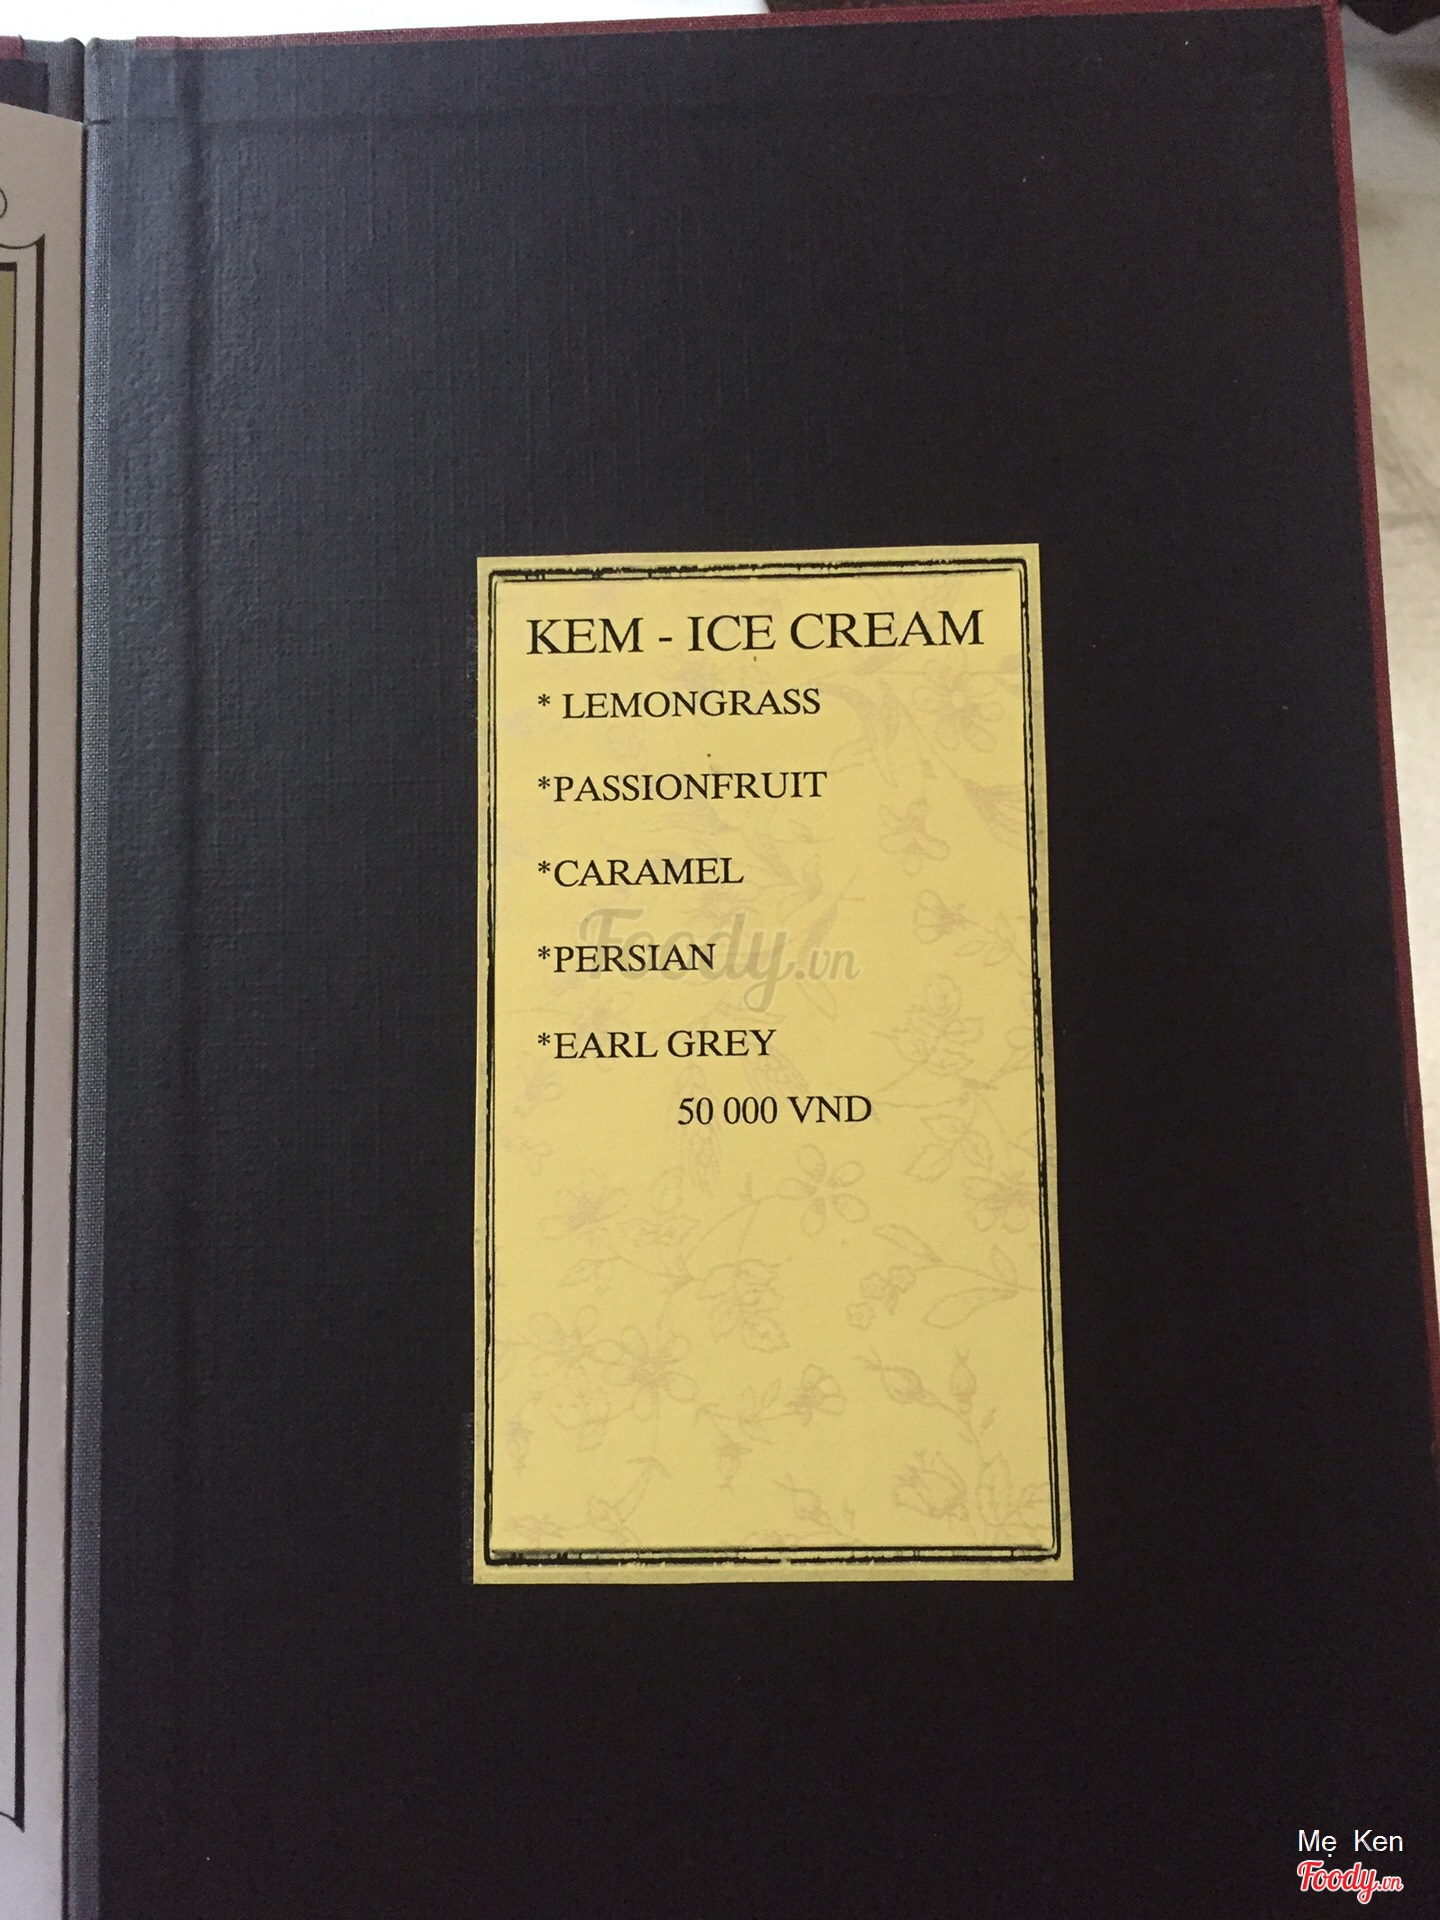 KEM - ICE CREAM
* LEMONGRASS
*PASSIONFRUIT
*CARAMEL
*PERSIAN
*EARL GREY
50 000 VND
Foody.vn
Mẹ Ken
Foody.vn